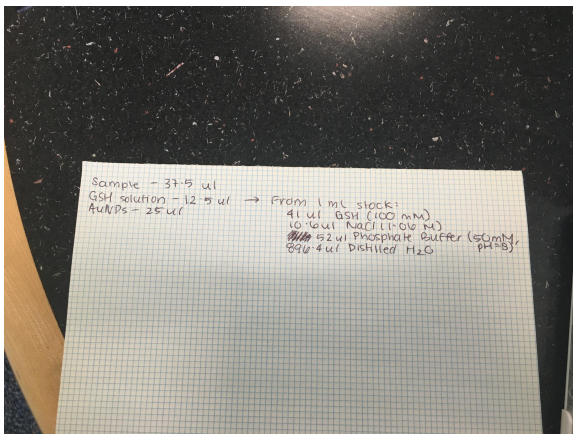 Sample - 37.5 ul
GSH solution - 12.5 ul → From 1 mL stock:
AuNPs - 25 ul
41 ul GSH (100 mM)
10.6 ul NaCl (1.06 M)
52 ul Phosphate Buffer (50mM, pH=8)
896.4 ul Distilled H2O